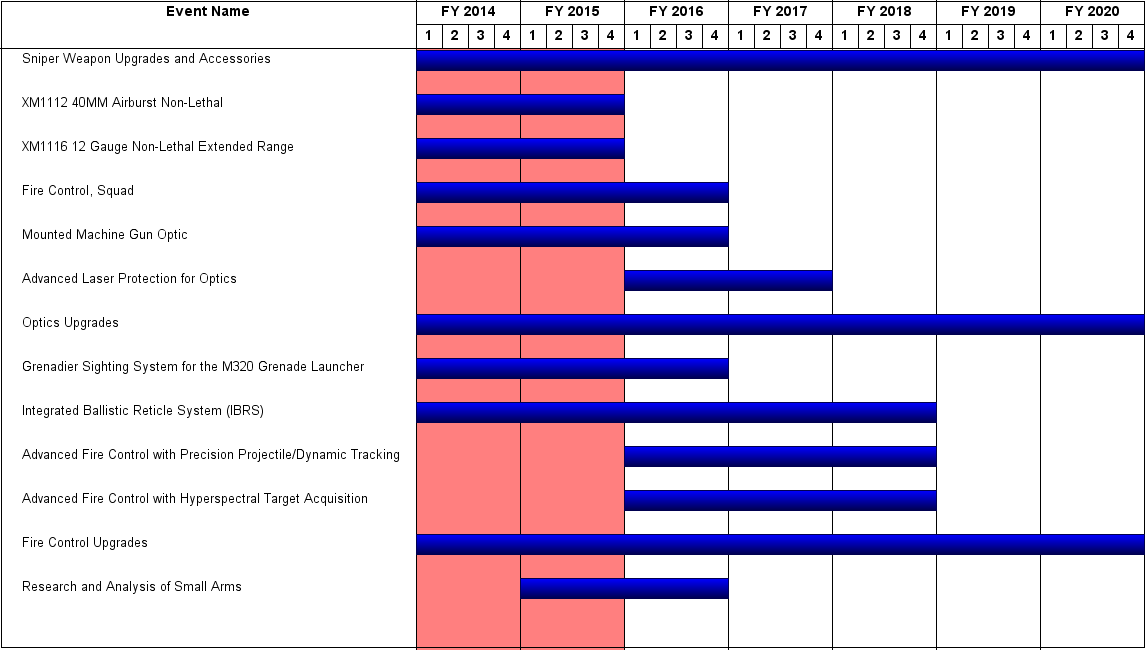 Event Name FY 2014 FY 2015 FY 2016 FY 2017 FY 2018 FY 2019 FY 2020
1 2 3 4 1 2 3 4 1 2 3 4 1 2 3 4 1 2 3 4 1 2 3 4 1 2 3 4
Sniper Weapon Upgrades and Accessories
XM1112 40MM Airburst Non-Lethal
XM1116 12 Gauge Non-Lethal Extended Range
Fire Control, Squad
Mounted Machine Gun Optic
Advanced Laser Protection for Optics
Optics Upgrades
Grenadier Sighting System for the M320 Grenade Launcher
Integrated Ballistic Reticle System (IBRS)
Advanced Fire Control with Precision Projectile/Dynamic Tracking
Advanced Fire Control with Hyperspectral Target Acquisition
Fire Control Upgrades
Research and Analysis of Small Arms